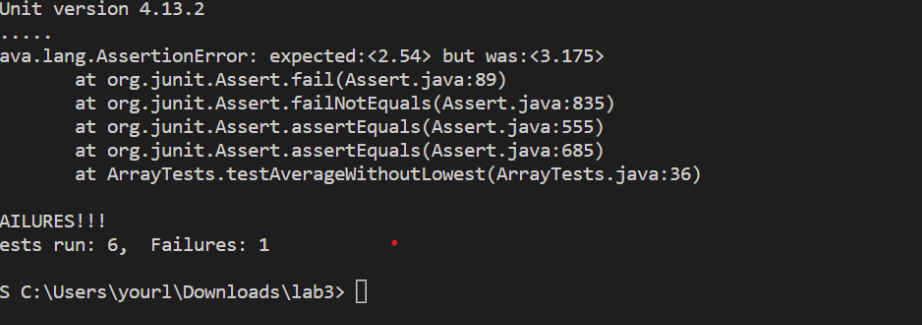 Unit version 4.13.2
.....
ava.lang.AssertionError: expected:<2.54> but was:<3.175>
at org.junit.Assert.fail(Assert.java:89)
at org.junit.Assert.failNotEquals(Assert.java:835)
at org.junit.Assert.assertEquals(Assert.java:555)
at org.junit.Assert.assertEquals(Assert.java:685)
at ArrayTests.testAverageWithoutLowest(ArrayTests.java:36)
AILURES!!!
ests run: 6,  Failures: 1
S C:\Users\yourl\Downloads\lab3>